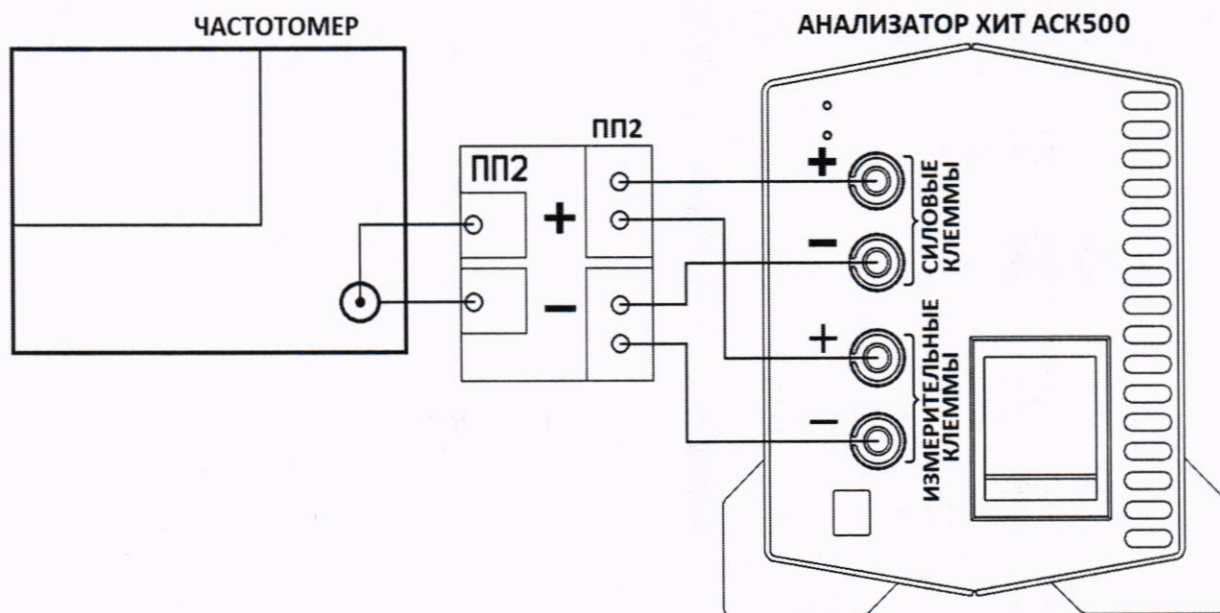 ЧАСТОТОМЕР
АНАЛИЗАТОР ХИТ АСК500
ПП2
ПП2
+
−
+
−
СИЛОВЫЕ
КЛЕММЫ
+
−
ИЗМЕРИТЕЛЬНЫЕ
КЛЕММЫ